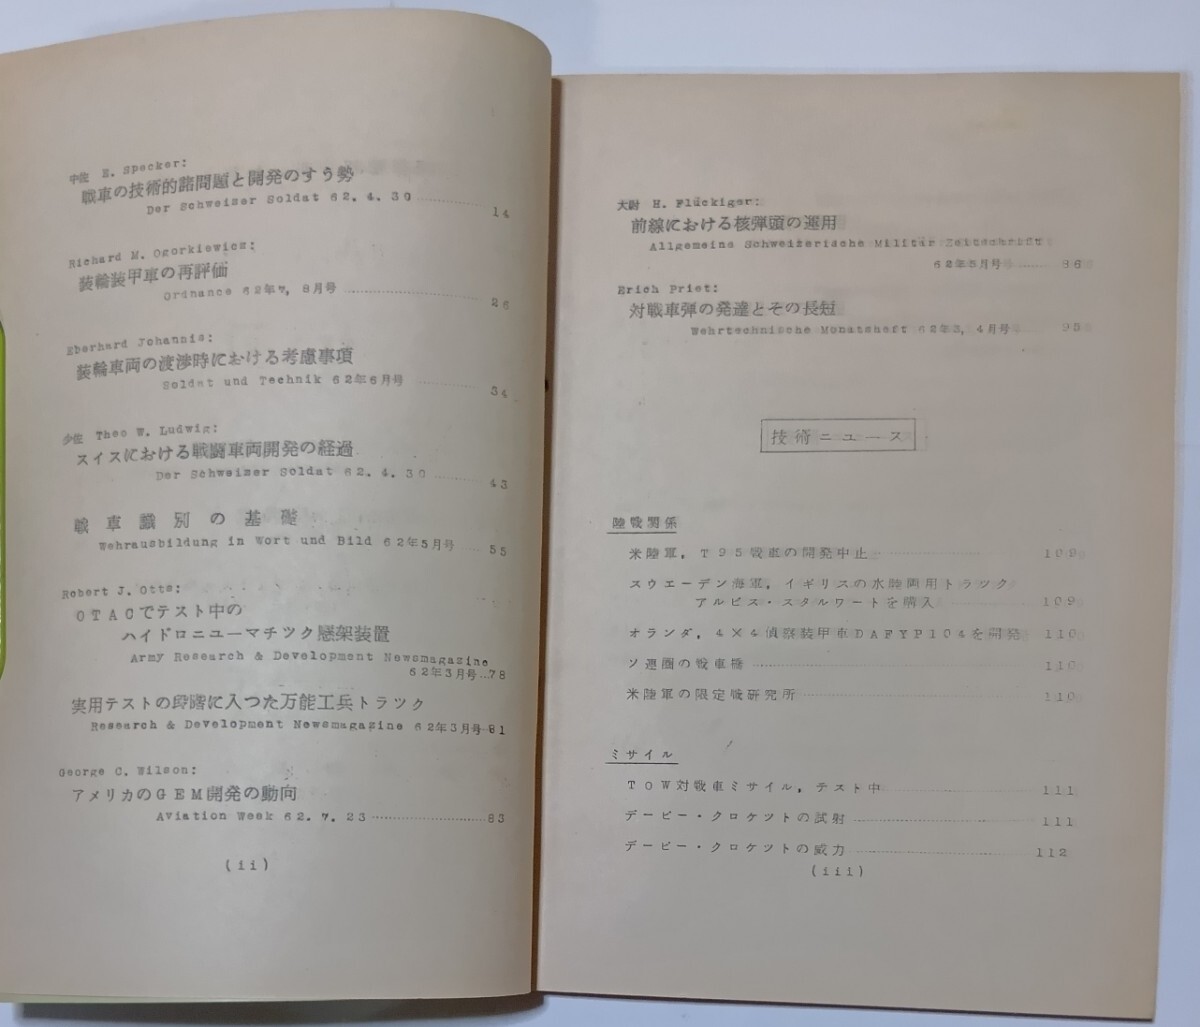 中佐 E. Specker:
戦車の技術的諸問題と開発のすう勢
Der Schweizer Soldat 62.4.30 14
Richard M. Ogorkiewicz:
装輪装甲車の再評価
Ordnance 62年7, 8月号 26
Eberhard Johannis:
装輪車両の渡渉時における考慮事項
Soldat und Technik 62年6月号 34
少佐 Theo W. Ludwig:
スイスにおける戦闘車両開発の経過
Der Schweizer Soldat 62.4.30 43
戦車識別の基礎
Wehrausbildung in Wort und Bild 62年5月号 55
Robert J. Otts:
OTACでテスト中の
ハイドロニユーマチツク懸架装置
Army Research & Development Newsmagazine
62年3月号 78
実用テストの段階に入つた万能工兵トラツク
Research & Development Newsmagazine 62年3月号 81
George C. Wilson:
アメリカのGEM開発の動向
Aviation Week 62.7.23 83
(ii)
大尉 H. Flückiger:
前線における核弾頭の運用
Allgemeine Schweizerische Militär Zeitschrift
62年5月号 86
Erich Priet:
対戦車弾の発達とその長短
Wehrtechnische Monatsheft 62年3, 4月号 95
技術ニュース
陸戦関係
米陸軍，T95戦車の開発中止 109
スウエーデン海軍，イギリスの水陸両用トラツク
アルビス・スタルワートを購入 109
オランダ，4×4偵察装甲車DAFYP104を開発 110
ソ連圏の戦車橋 110
米陸軍の限定戦研究所 110
ミサイル
TOW対戦車ミサイル，テスト中 111
デービー・クロケツトの試射 111
デービー・クロケツトの威力 112
(iii)